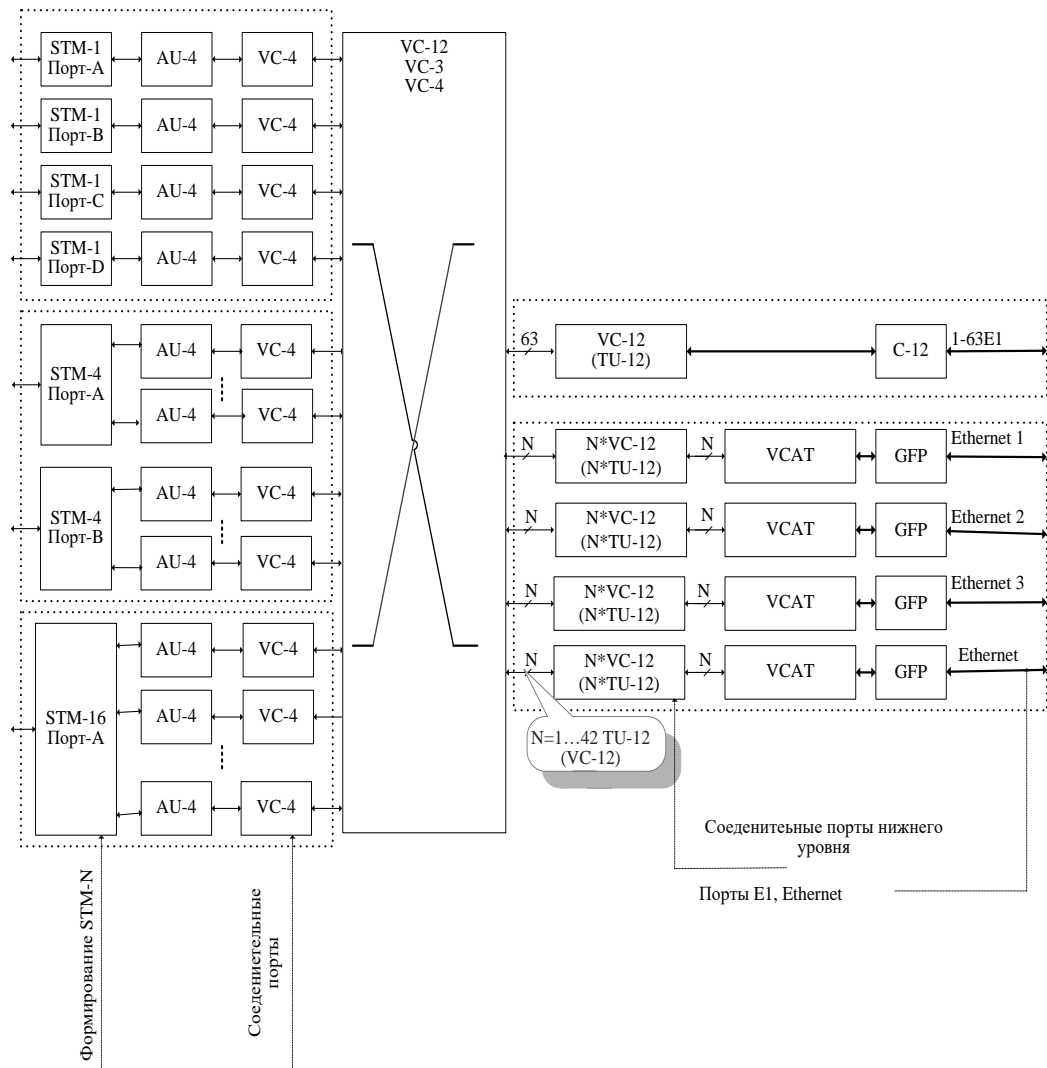 STM-1
Порт-A
AU-4
VC-4
STM-1
Порт-B
AU-4
VC-4
STM-1
Порт-C
AU-4
VC-4
STM-1
Порт-D
AU-4
VC-4
STM-4
Порт-A
AU-4
VC-4
AU-4
VC-4
STM-4
Порт-B
AU-4
VC-4
AU-4
VC-4
STM-16
Порт-A
AU-4
VC-4
AU-4
VC-4
AU-4
VC-4
VC-12
VC-3
VC-4
63
VC-12
(TU-12)
C-12
1-63E1
N
N*VC-12
(N*TU-12)
N
VCAT
GFP
Ethernet 1
N
N*VC-12
(N*TU-12)
N
VCAT
GFP
Ethernet 2
N
N*VC-12
(N*TU-12)
N
VCAT
GFP
Ethernet 3
N
N*VC-12
(N*TU-12)
N
VCAT
GFP
Ethernet
N=1…42 TU-12
(VC-12)
Соеденитеьные порты нижнего
уровня
Порты E1, Ethernet
Формирование STM-N
Соедениетельные
порты